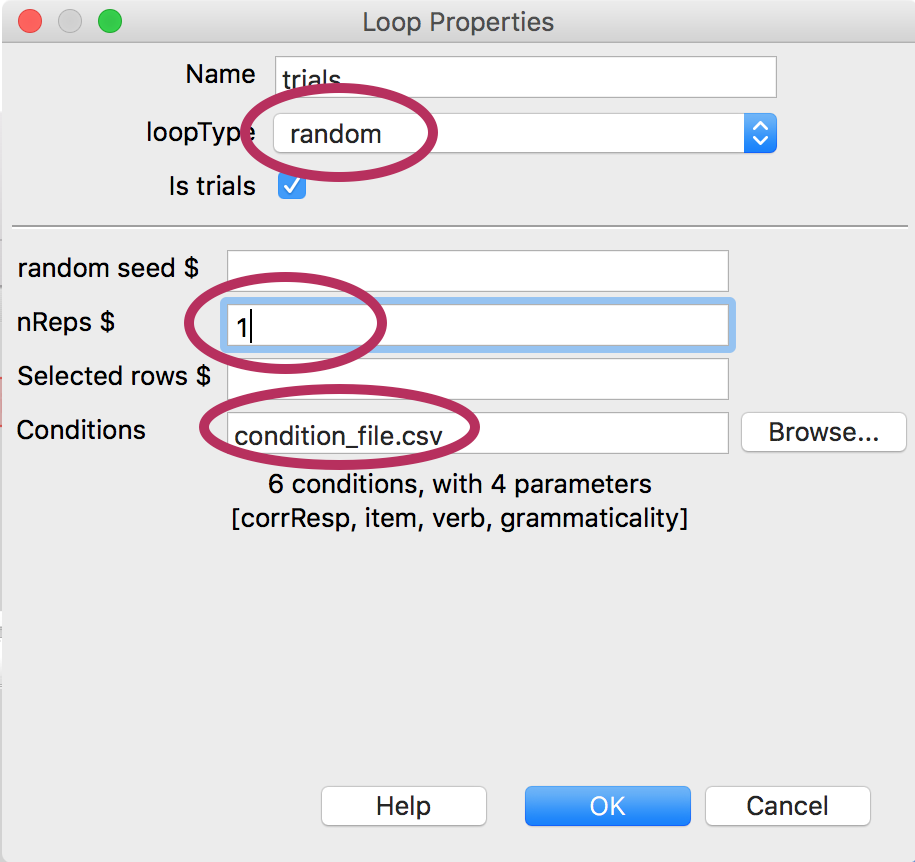 Loop Properties
Name trials
loopType random
Is trials
random seed $
nReps $ 1
Selected rows $
Conditions condition_file.csv Browse...
6 conditions, with 4 parameters
[corrResp, item, verb, grammaticality]
Help OK Cancel